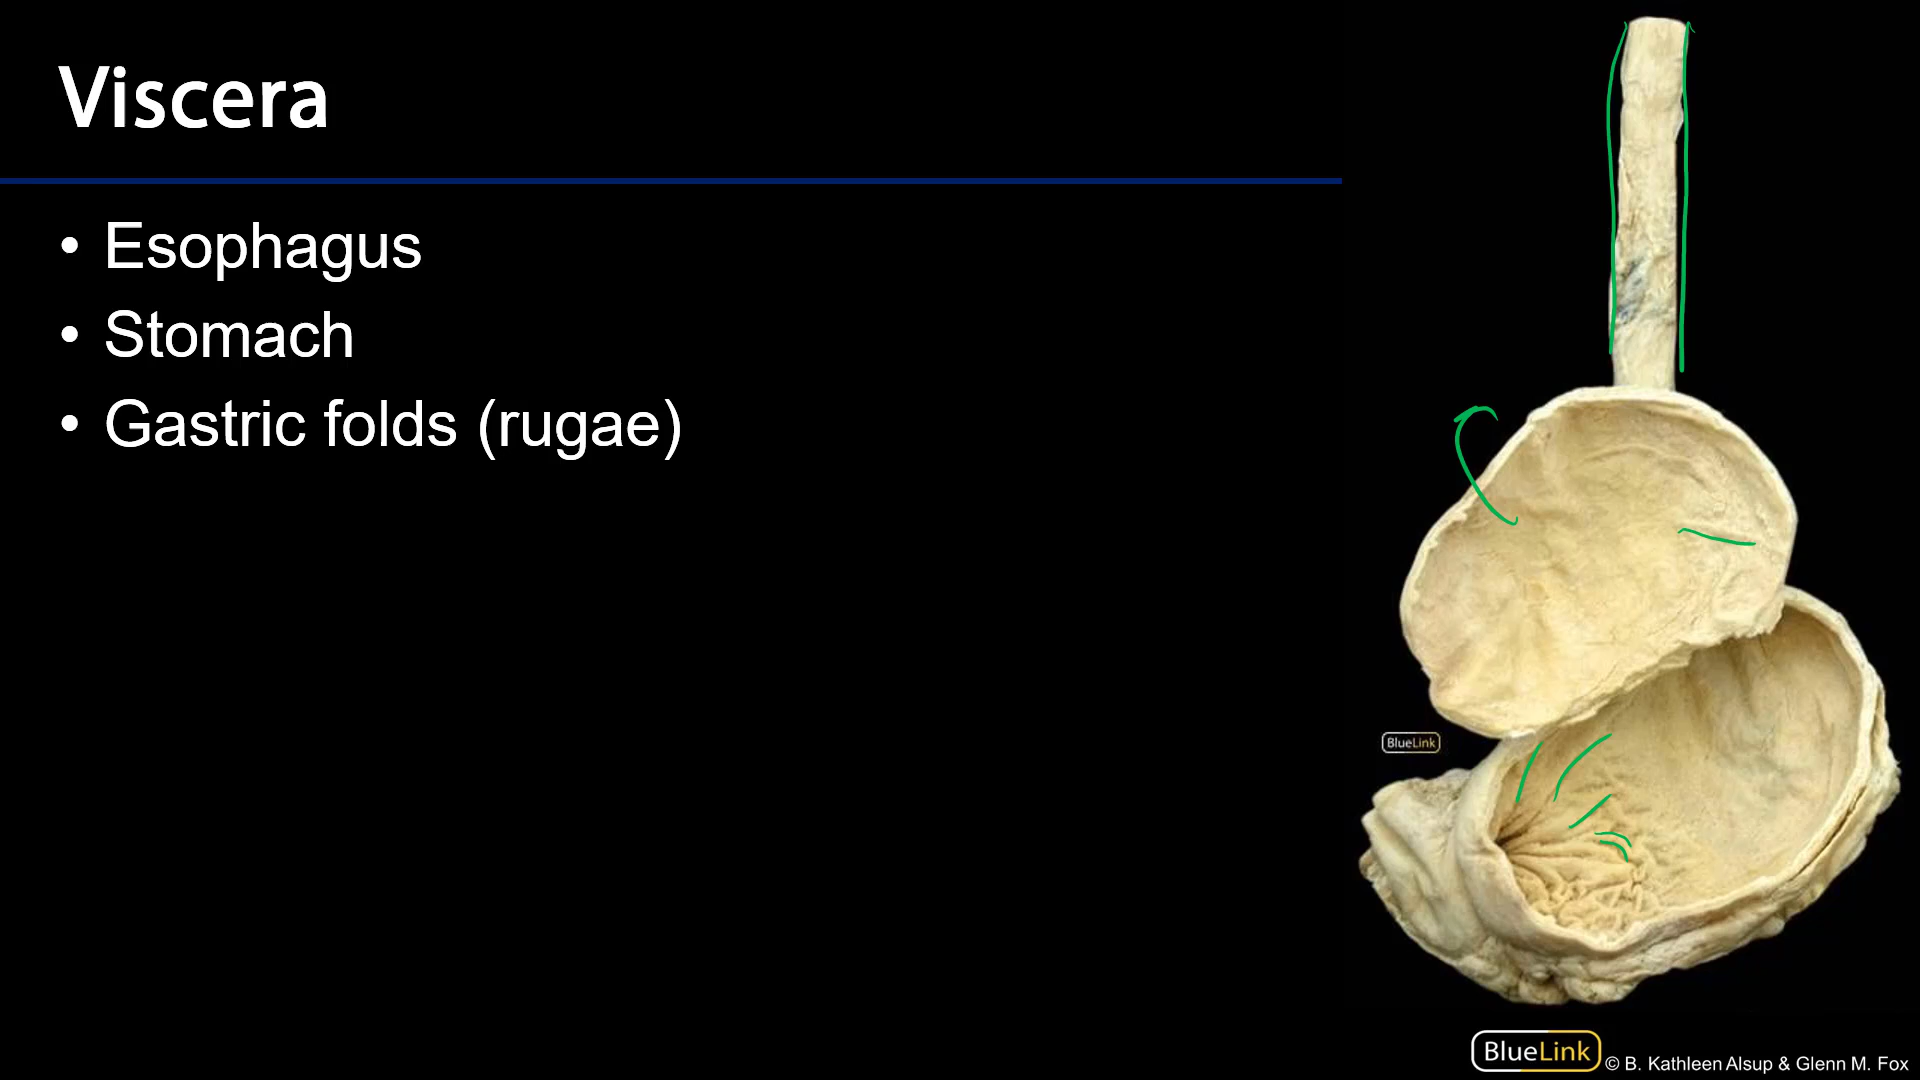 Viscera
• Esophagus
• Stomach
• Gastric folds (rugae)
BlueLink
BlueLink © B. Kathleen Alsup & Glenn M. Fox